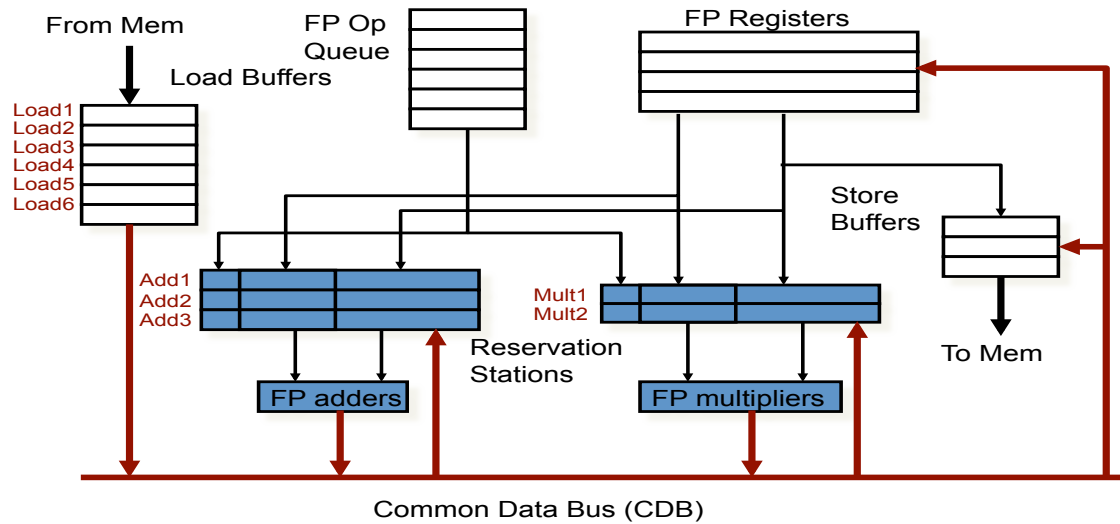 From Mem
FP Op
Queue
FP Registers
Load Buffers
Load1
Load2
Load3
Load4
Load5
Load6
Store
Buffers
Add1
Add2
Add3
Mult1
Mult2
Reservation
Stations
To Mem
FP adders
FP multipliers
Common Data Bus (CDB)